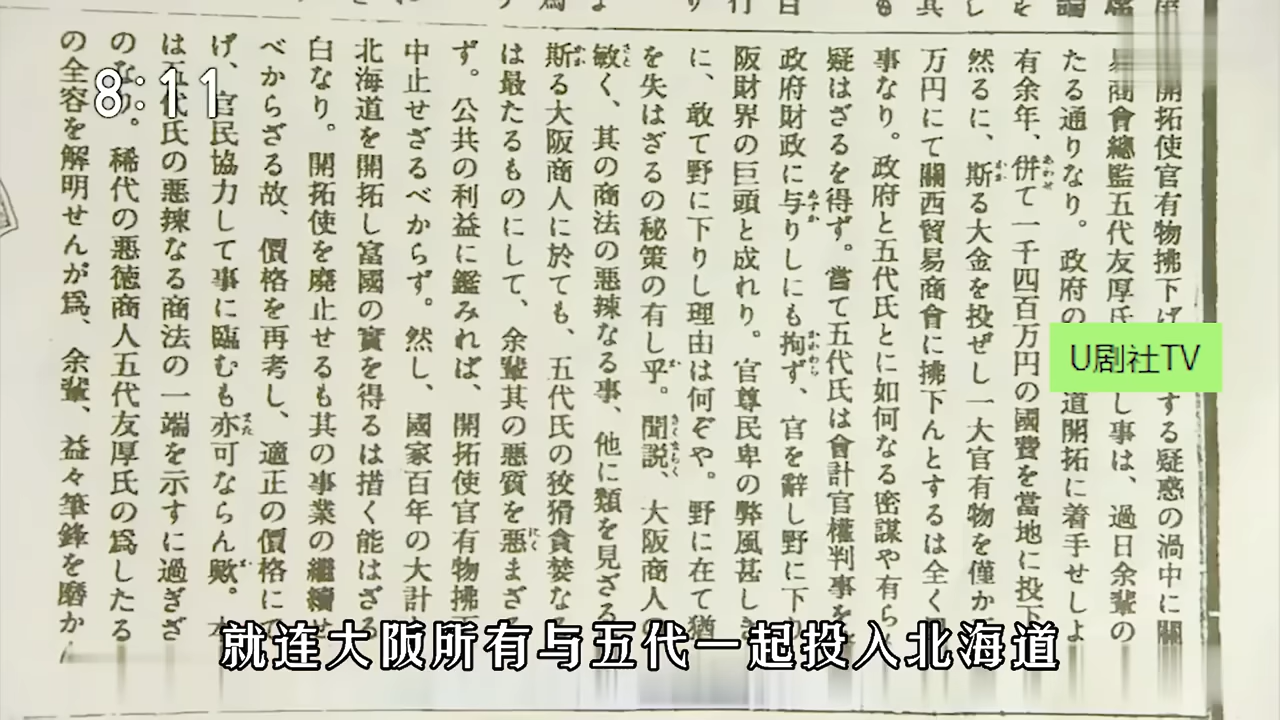 8:11
開拓使官有物拂下げする疑惑の渦中に關
易商會總監五代友厚氏し事は、過日余輩の
たる通りなり。政府の道開拓に着手せしよ
有余年、併て一千四百万円の國費を當地に投下
然るに、斯る大金を投ぜし一大官有物を僅か
万円にて關西貿易商會に拂下んとするは全く
事なり。政府と五代氏とに如何なる密謀や有ら
疑はざるを得ず。嘗て五代氏は會計官權判事を
政府財政に与りしにも拘ず、官を辭し野に下り
阪財界の巨頭と成れり。官尊民卑の弊風甚しき
に、敢て野に下りし理由は何ぞや。野に在て猶
を失はざるの秘策の有し乎。聞説、大阪商人の
敏く、其の商法の悪辣なる事、他に類を見ざる
斯る大阪商人に於ても、五代氏の狡猾貪婪なる
は最たるものにして、余輩其の悪質を悪まざる
ず。公共の利益に鑑みれば、開拓使官有物拂下
中止せざるべからず。然し、國家百年の大計
北海道を開拓し富國の實を得るは措く能はざる
白なり。開拓使を廃止せるも其の事業の繼續せ
べからざる故、價格を再考し、適正の價格にて
げ、官民協力して事に臨むも亦可ならん歟。
は五代氏の悪辣なる商法の一端を示すに過ぎざ
のなり。稀代の悪徳商人五代友厚氏の爲したる
の全容を解明せんが爲、余輩、益々筆鋒を磨かん
U剧社TV
就连大阪所有与五代一起投入北海道